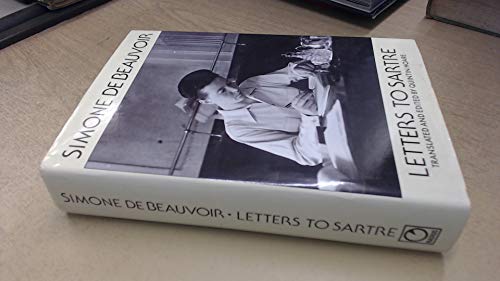 SIMONE DE BEAUVOIR
LETTERS TO SARTRE
TRANSLATED AND EDITED BY QUINTIN HOARE
SIMONE DE BEAUVOIR • LETTERS TO SARTRE